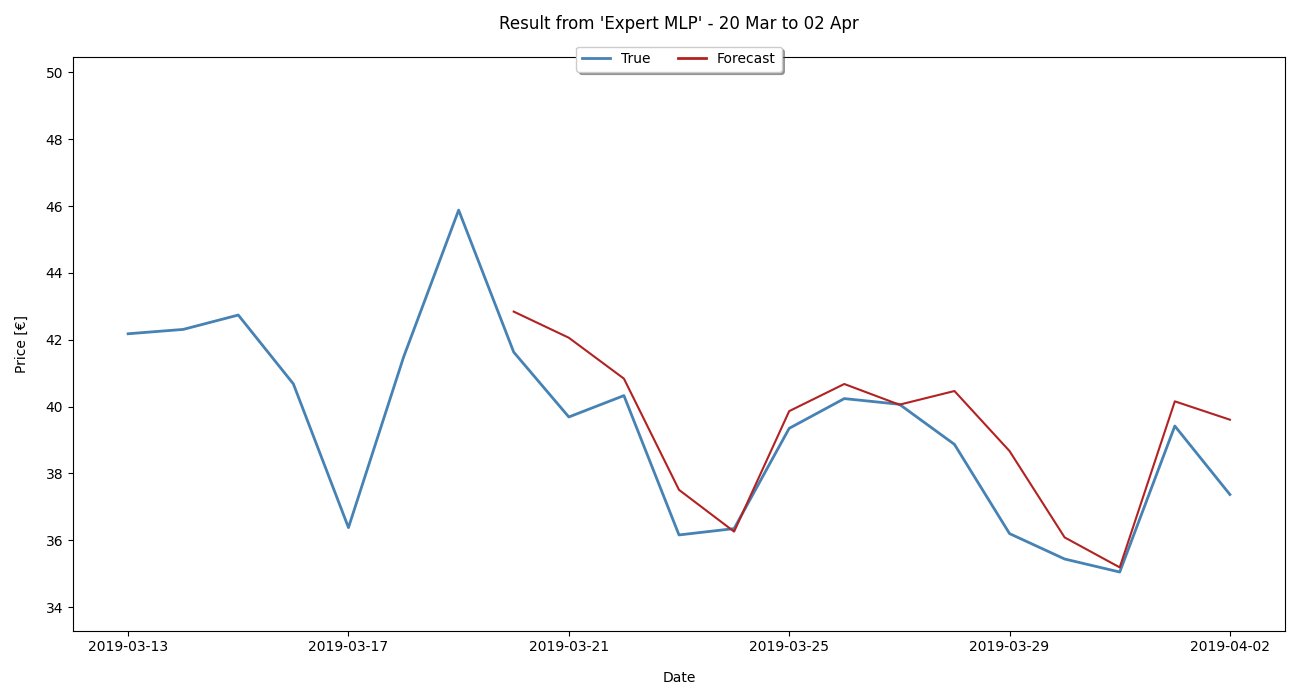 Result from 'Expert MLP' - 20 Mar to 02 Apr
True Forecast
50
48
46
44
42
40
38
36
34
Price [€]
2019-03-13 2019-03-17 2019-03-21 2019-03-25 2019-03-29 2019-04-02
Date